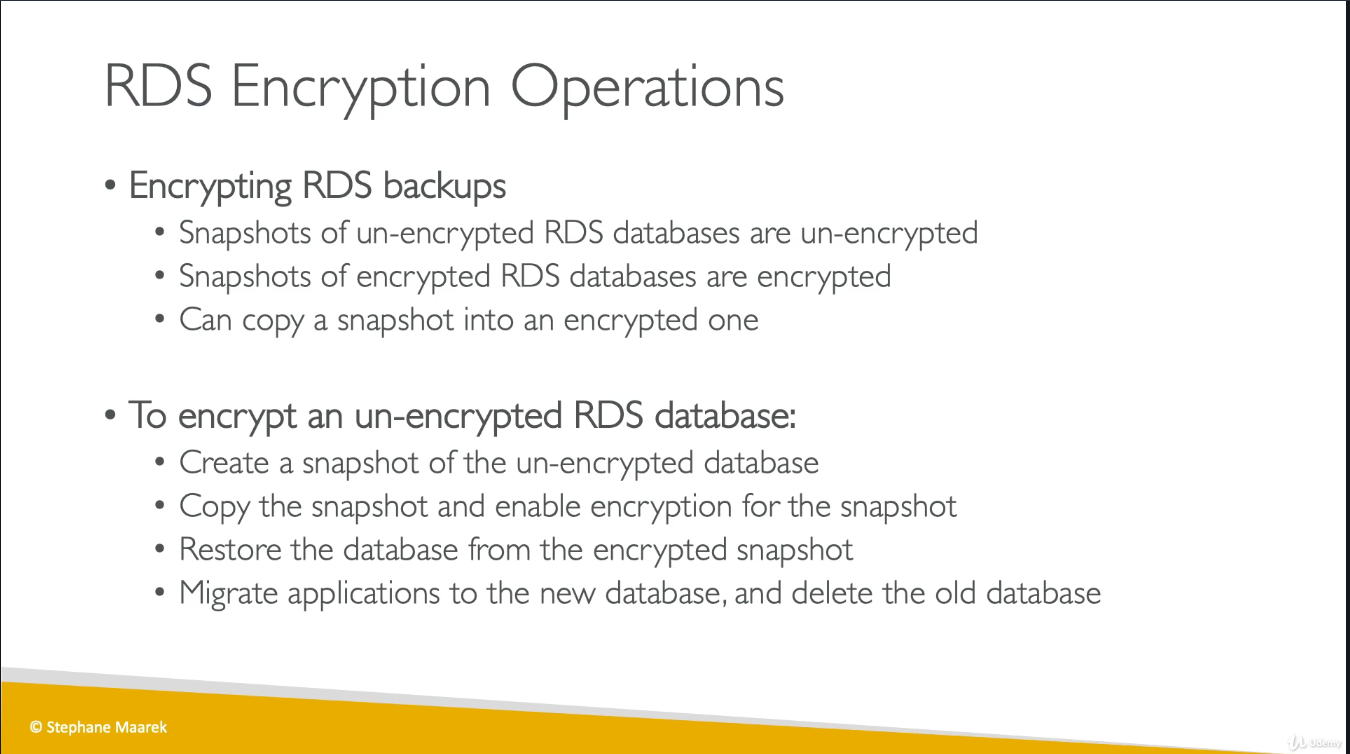 RDS Encryption Operations
• Encrypting RDS backups
• Snapshots of un-encrypted RDS databases are un-encrypted
• Snapshots of encrypted RDS databases are encrypted
• Can copy a snapshot into an encrypted one
• To encrypt an un-encrypted RDS database:
• Create a snapshot of the un-encrypted database
• Copy the snapshot and enable encryption for the snapshot
• Restore the database from the encrypted snapshot
• Migrate applications to the new database, and delete the old database
© Stephane Maarek
Udemy